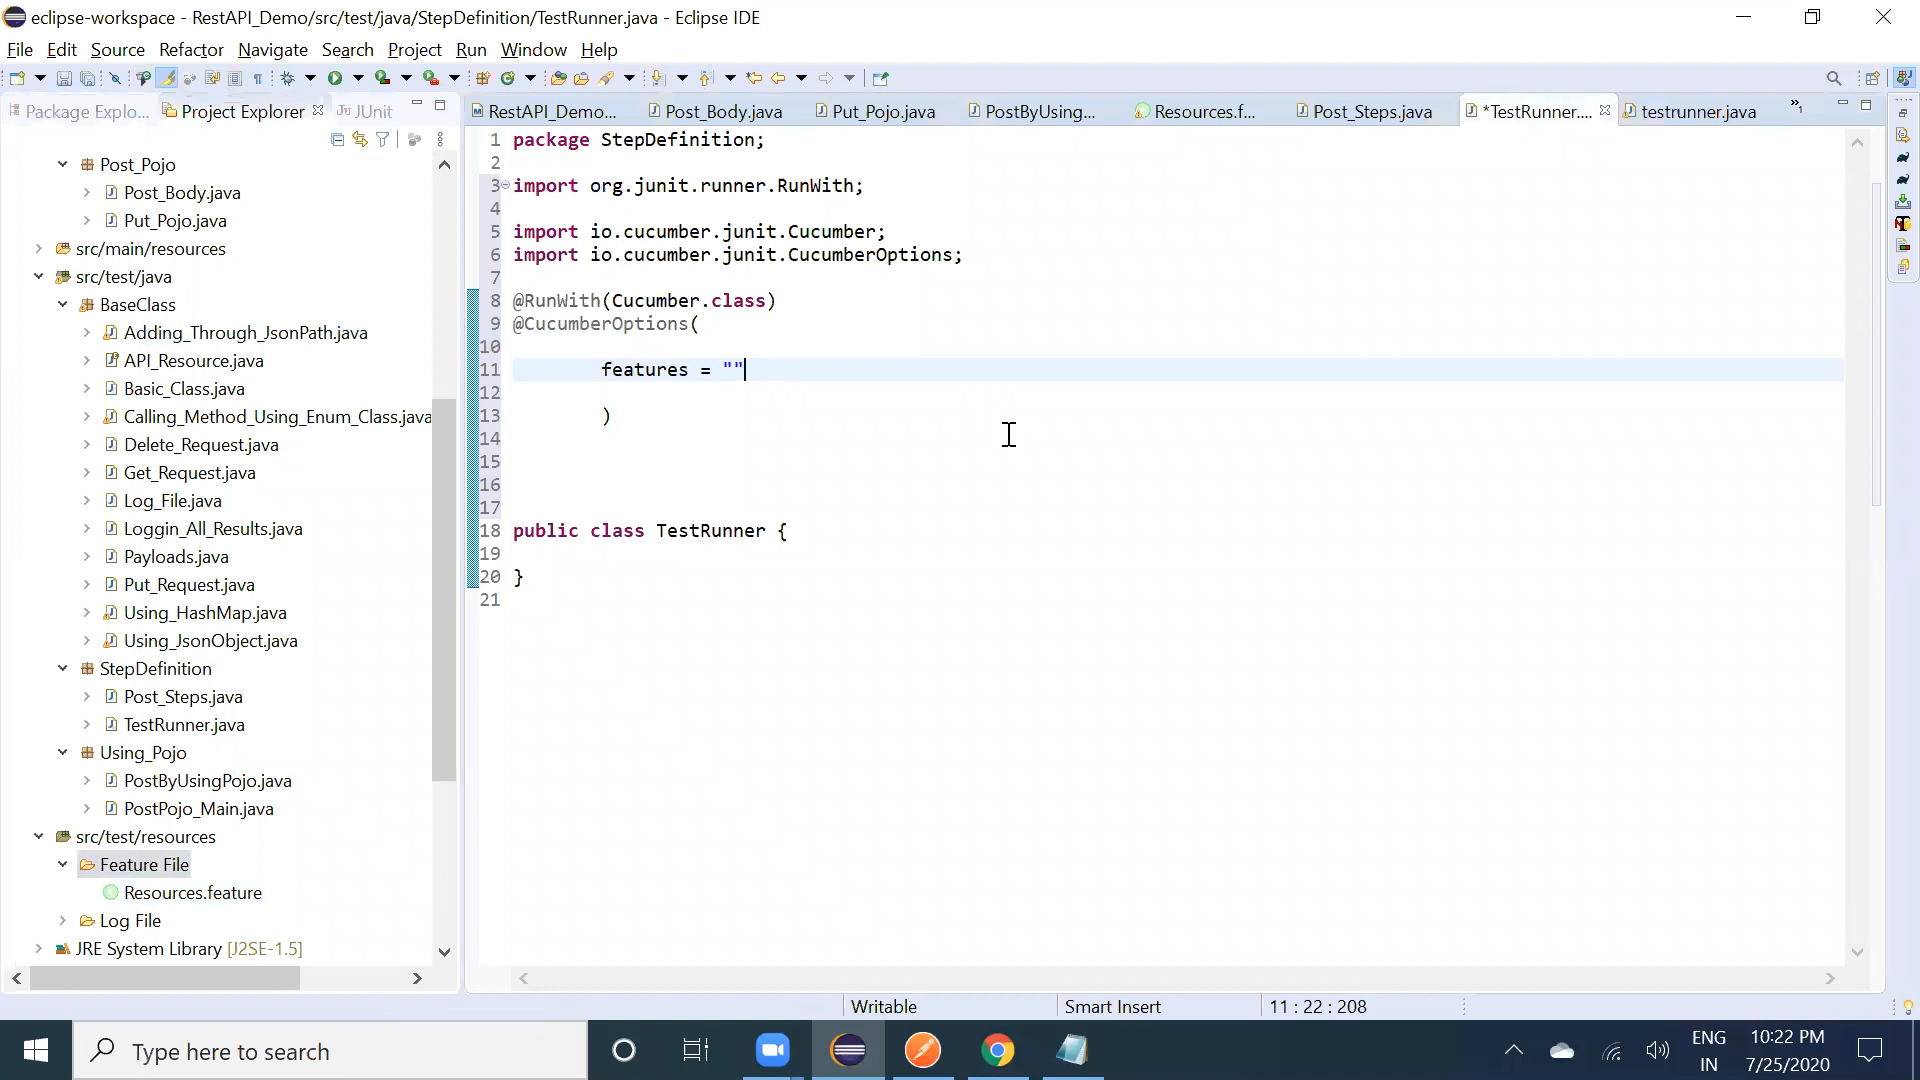 eclipse-workspace - RestAPI_Demo/src/test/java/StepDefinition/TestRunner.java - Eclipse IDE
File Edit Source Refactor Navigate Search Project Run Window Help
Package Explo... Project Explorer JUnit
RestAPI_Demo... Post_Body.java Put_Pojo.java PostByUsing... Resources.f... Post_Steps.java *TestRunner.... testrunner.java
Post_Pojo
Post_Body.java
Put_Pojo.java
src/main/resources
src/test/java
BaseClass
Adding_Through_JsonPath.java
API_Resource.java
Basic_Class.java
Calling_Method_Using_Enum_Class.java
Delete_Request.java
Get_Request.java
Log_File.java
Loggin_All_Results.java
Payloads.java
Put_Request.java
Using_HashMap.java
Using_JsonObject.java
StepDefinition
Post_Steps.java
TestRunner.java
Using_Pojo
PostByUsingPojo.java
PostPojo_Main.java
src/test/resources
Feature File
Resources.feature
Log File
JRE System Library [J2SE-1.5]
1 package StepDefinition;
2
3 import org.junit.runner.RunWith;
4
5 import io.cucumber.junit.Cucumber;
6 import io.cucumber.junit.CucumberOptions;
7
8 @RunWith(Cucumber.class)
9 @CucumberOptions(
10
11 features = ""
12
13 )
14
15
16
17
18 public class TestRunner {
19
20 }
21
Writable Smart Insert 11 : 22 : 208
Type here to search
ENG
IN
10:22 PM
7/25/2020